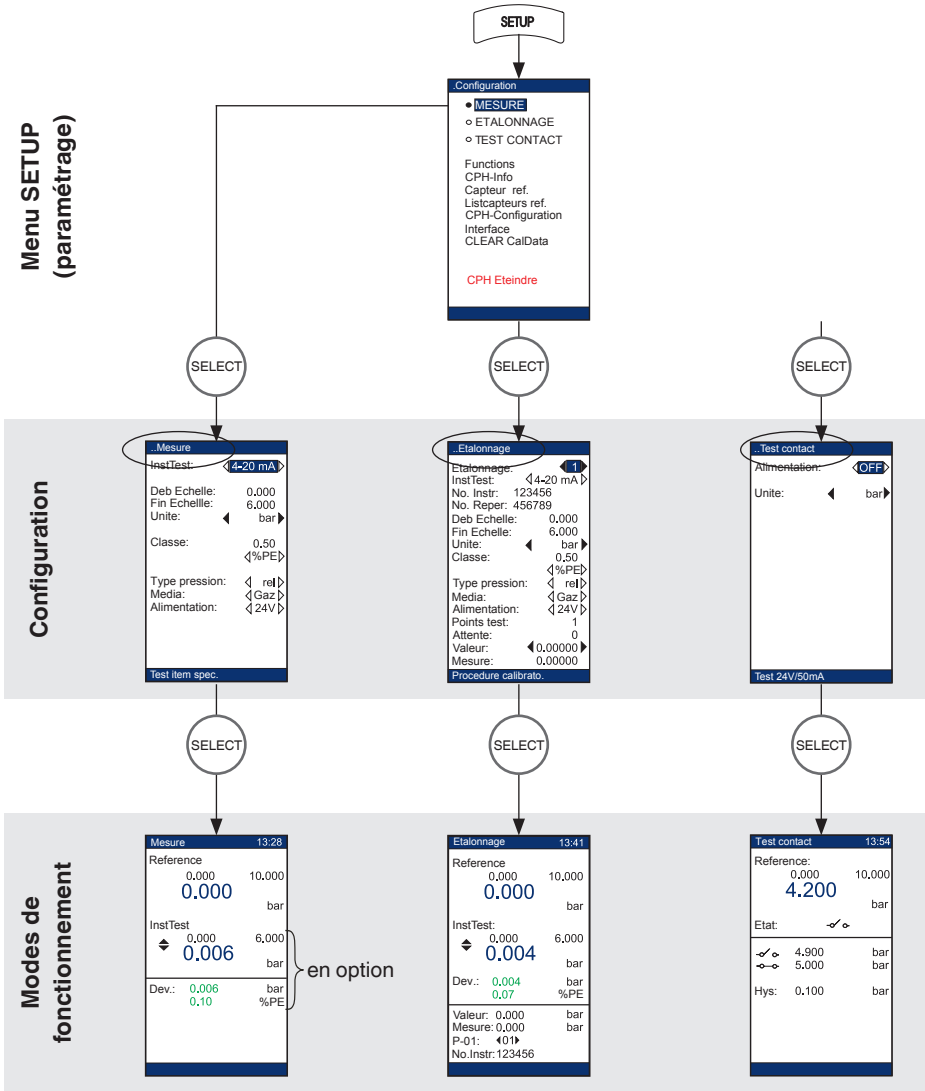 SETUP
Menu SETUP
(paramétrage)
.Configuration
MESURE
ETALONNAGE
TEST CONTACT
Functions
CPH-Info
Capteur ref.
Listcapteurs ref.
CPH-Configuration
Interface
CLEAR CalData
CPH Eteindre
SELECT
SELECT
SELECT
Configuration
..Mesure
InstTest: 4-20 mA
Deb Echelle: 0.000
Fin Echellle: 6.000
Unite: bar
Classe: 0.50
%PE
Type pression: rel
Media: Gaz
Alimentation: 24V
Test item spec.
..Etalonnage
Etalonnage: 1
InstTest: 4-20 mA
No. Instr: 123456
No. Reper: 456789
Deb Echelle: 0.000
Fin Echelle: 6.000
Unite: bar
Classe: 0.50
%PE
Type pression: rel
Media: Gaz
Alimentation: 24V
Points test: 1
Attente: 0
Valeur: 0.00000
Mesure: 0.00000
Procedure calibrato.
..Test contact
Alimentation: OFF
Unite: bar
Test 24V/50mA
SELECT
SELECT
SELECT
Modes de
fonctionnement
Mesure 13:28
Reference
0.000 10.000
0.000
bar
InstTest
0.000 6.000
0.006
bar
Dev.: 0.006 bar
0.10 %PE
en option
Etalonnage 13:41
Reference
0.000 10.000
0.000
bar
InstTest:
0.000 6.000
0.004
bar
Dev.: 0.004 bar
0.07 %PE
Valeur: 0.000 bar
Mesure: 0.000 bar
P-01: 01
No.Instr: 123456
Test contact 13:54
Reference:
0.000 10.000
4.200
bar
Etat:
4.900 bar
5.000 bar
Hys: 0.100 bar